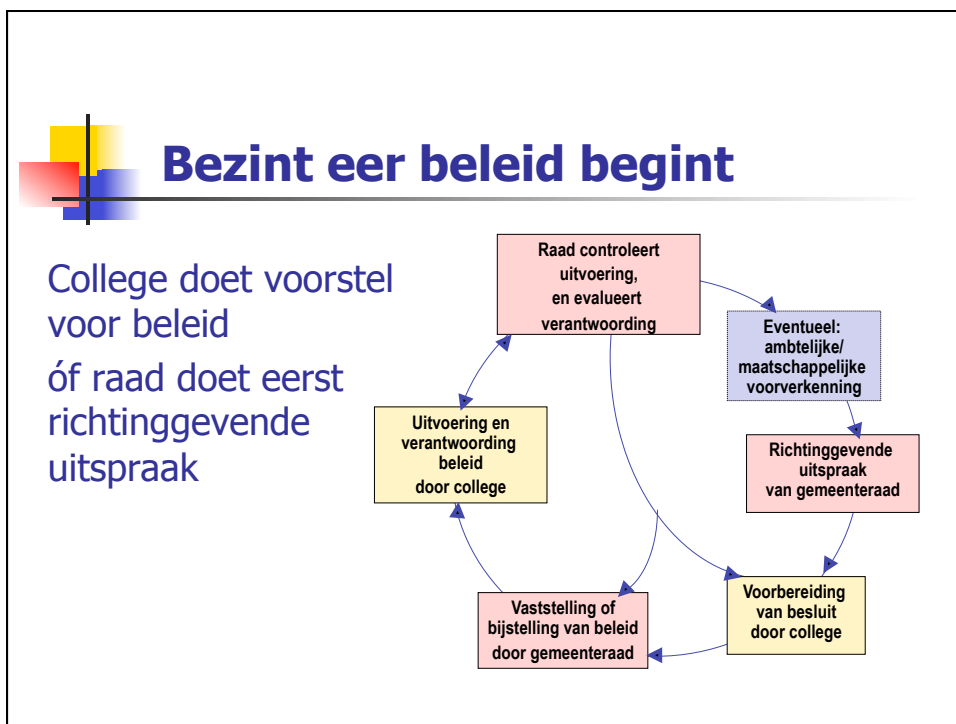 Bezint eer beleid begint
College doet voorstel
voor beleid
óf raad doet eerst
richtinggevende
uitspraak
Raad controleert
uitvoering,
en evalueert
verantwoording
Eventueel:
ambtelijke/
maatschappelijke
voorverkenning
Richtinggevende
uitspraak
van gemeenteraad
Voorbereiding
van besluit
door college
Vaststelling of
bijstelling van beleid
door gemeenteraad
Uitvoering en
verantwoording
beleid
door college